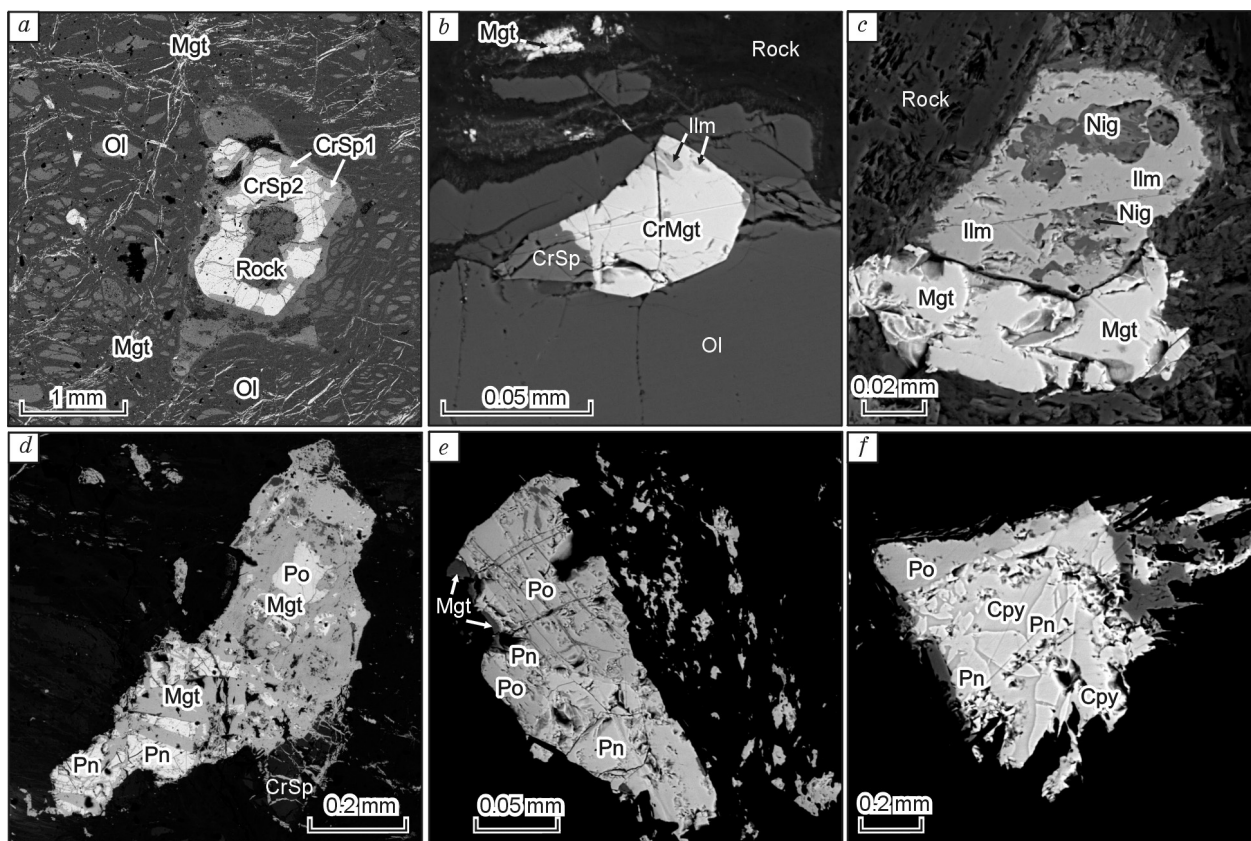 a
Mgt
Ol
CrSp1
CrSp2
Rock
Mgt
Ol
1 mm
b
Mgt
Rock
Ilm
CrMgt
CrSp
Ol
0.05 mm
c
Rock
Nig
Ilm
Nig
Ilm
Mgt
Mgt
0.02 mm
d
Po
Mgt
Mgt
Pn
Pn
CrSp
0.2 mm
e
Po
Mgt
Pn
Po
Pn
0.05 mm
f
Po
Cpy
Pn
Pn
Cpy
0.2 mm